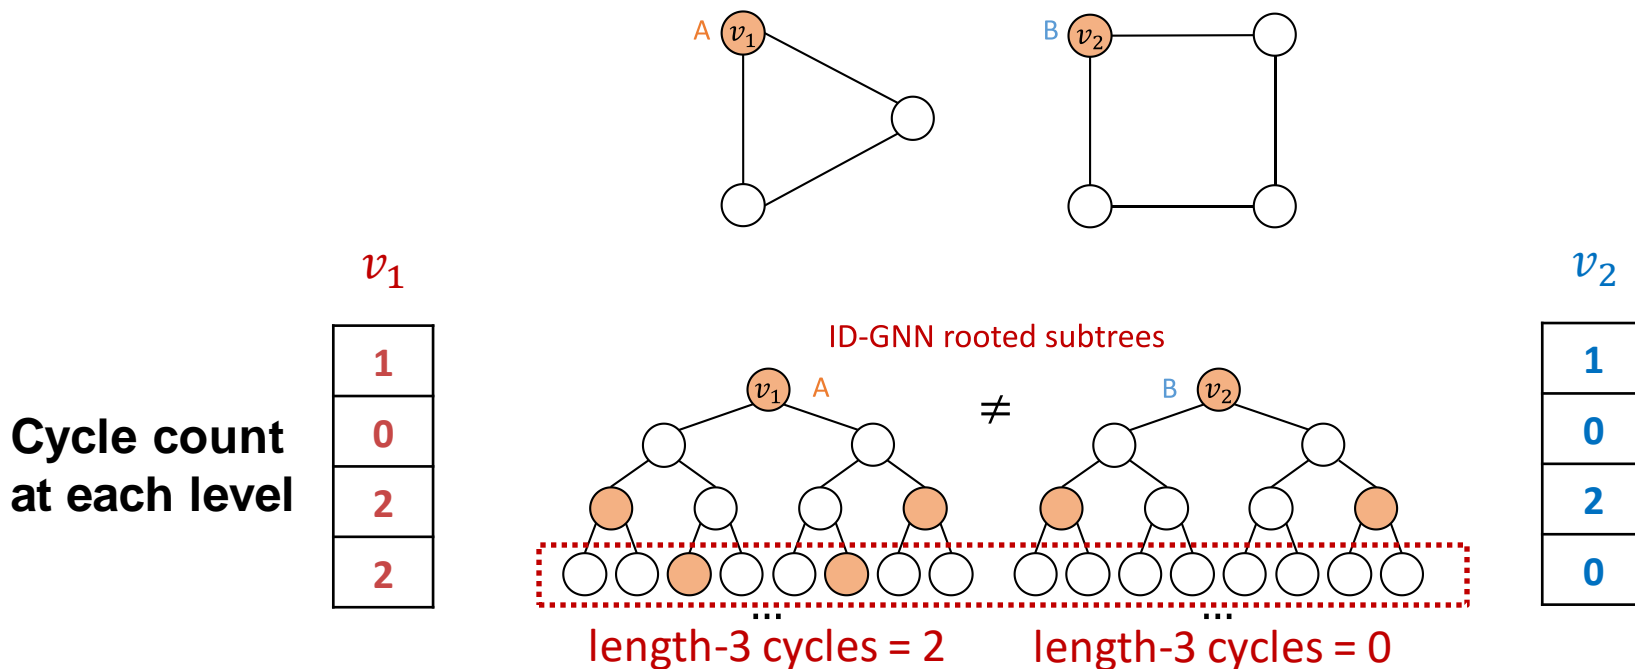 A
v₁
B
v₂
v₁
v₂
ID-GNN rooted subtrees
1
0
2
2
Cycle count
at each level
v₁
A
≠
B
v₂
1
0
2
0
...
...
length-3 cycles = 2
length-3 cycles = 0